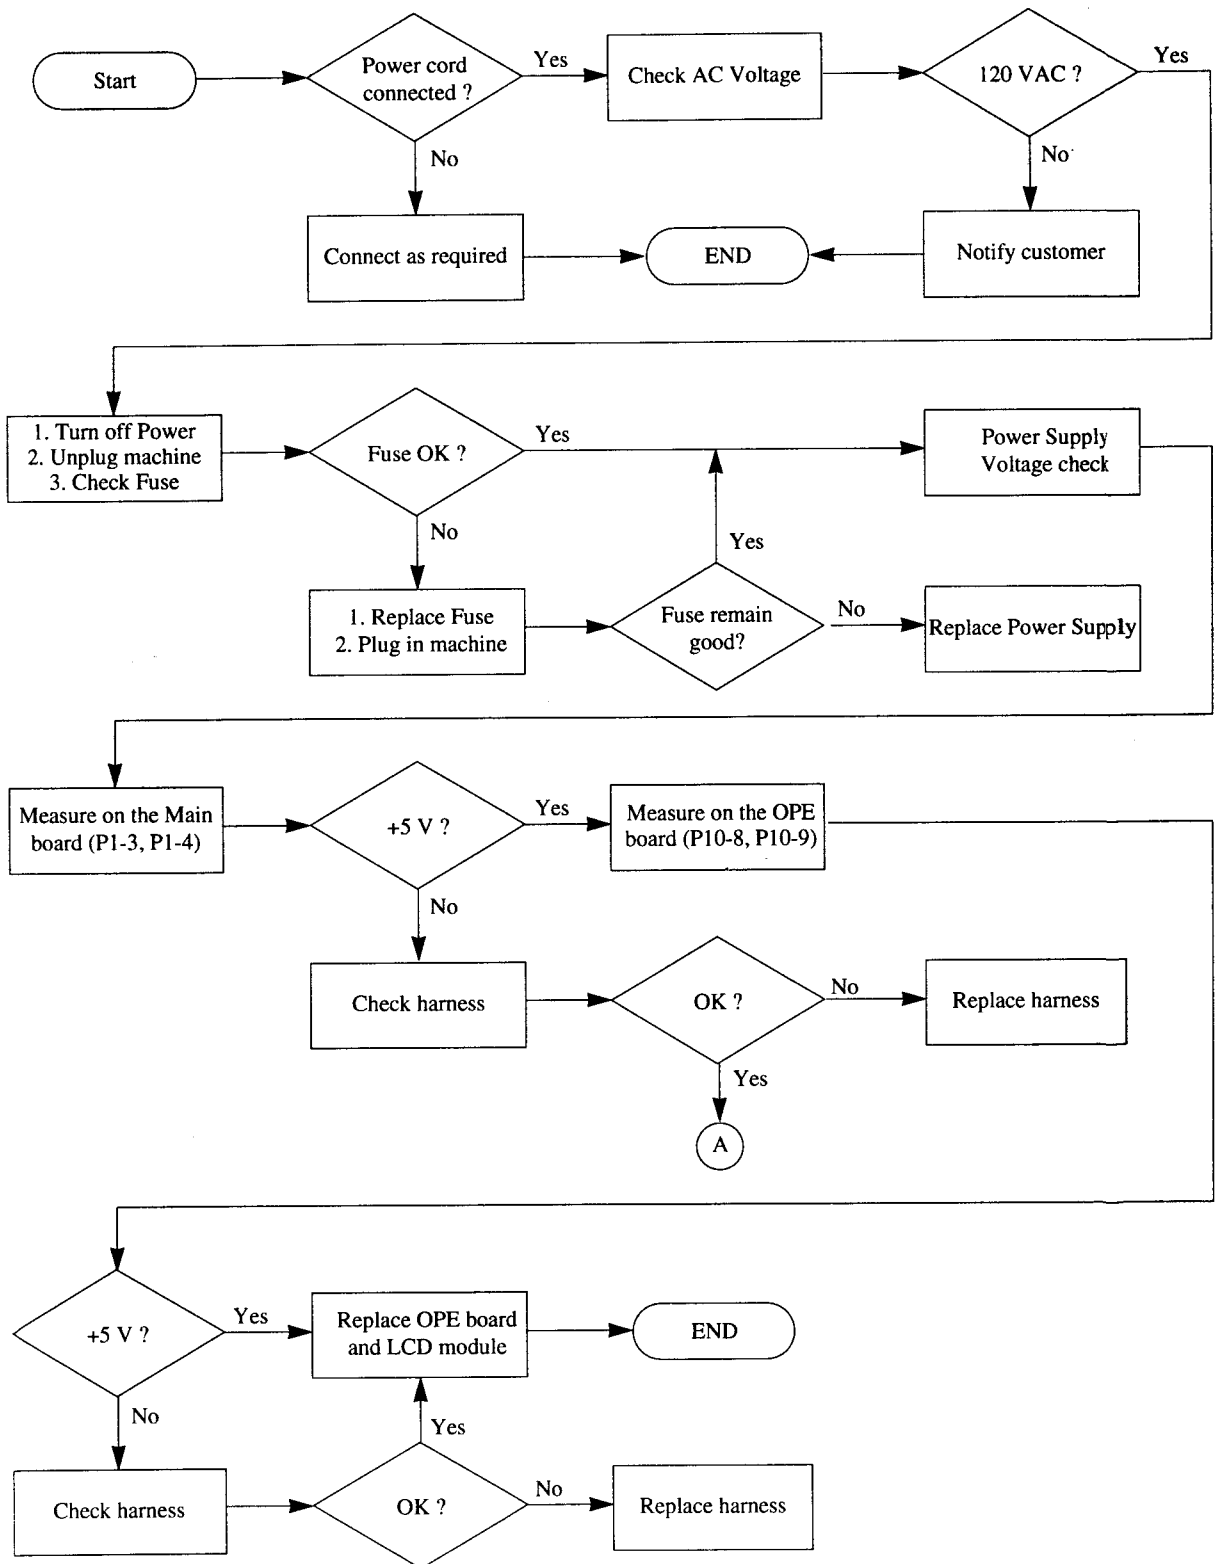 Start
Power cord
connected ?
Yes
Check AC Voltage
120 VAC ?
Yes
No
No
Connect as required
END
Notify customer
1. Turn off Power
2. Unplug machine
3. Check Fuse
Fuse OK ?
Yes
Power Supply
Voltage check
No
Yes
1. Replace Fuse
2. Plug in machine
Fuse remain
good?
No
Replace Power Supply
Measure on the Main
board (P1-3, P1-4)
+5 V ?
Yes
Measure on the OPE
board (P10-8, P10-9)
No
Check harness
OK ?
No
Replace harness
Yes
A
+5 V ?
Yes
Replace OPE board
and LCD module
END
No
Yes
Check harness
OK ?
No
Replace harness